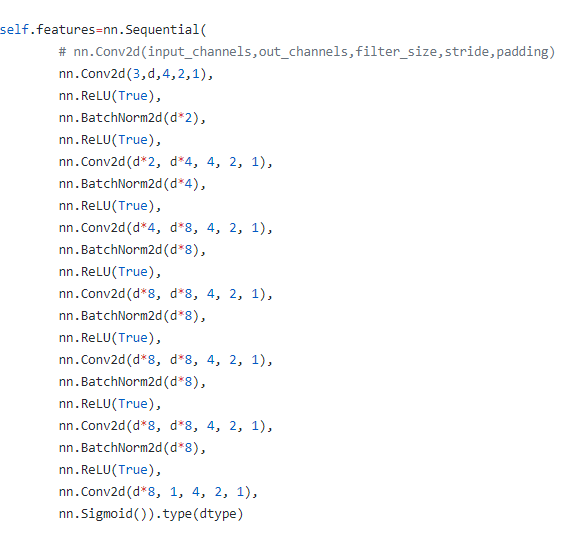 self.features=nn.Sequential(
# nn.Conv2d(input_channels,out_channels,filter_size,stride,padding)
nn.Conv2d(3,d,4,2,1),
nn.ReLU(True),
nn.BatchNorm2d(d*2),
nn.ReLU(True),
nn.Conv2d(d*2, d*4, 4, 2, 1),
nn.BatchNorm2d(d*4),
nn.ReLU(True),
nn.Conv2d(d*4, d*8, 4, 2, 1),
nn.BatchNorm2d(d*8),
nn.ReLU(True),
nn.Conv2d(d*8, d*8, 4, 2, 1),
nn.BatchNorm2d(d*8),
nn.ReLU(True),
nn.Conv2d(d*8, d*8, 4, 2, 1),
nn.BatchNorm2d(d*8),
nn.ReLU(True),
nn.Conv2d(d*8, d*8, 4, 2, 1),
nn.BatchNorm2d(d*8),
nn.ReLU(True),
nn.Conv2d(d*8, 1, 4, 2, 1),
nn.Sigmoid()).type(dtype)